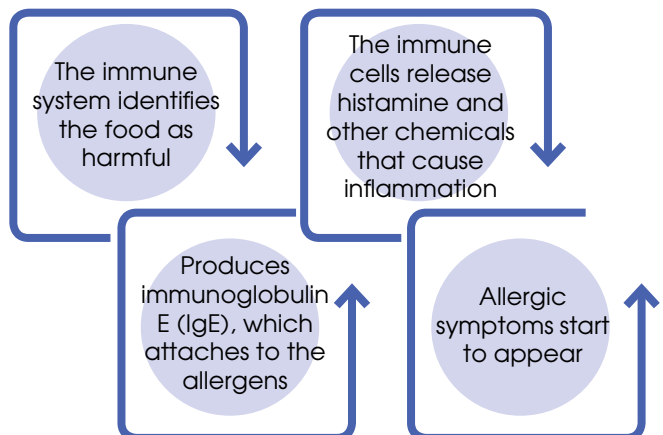 The immune
system identifies
the food as
harmful
Produces
immunoglobulin
E (IgE), which
attaches to the
allergens
The immune
cells release
histamine and
other chemicals
that cause
inflammation
Allergic
symptoms start
to appear